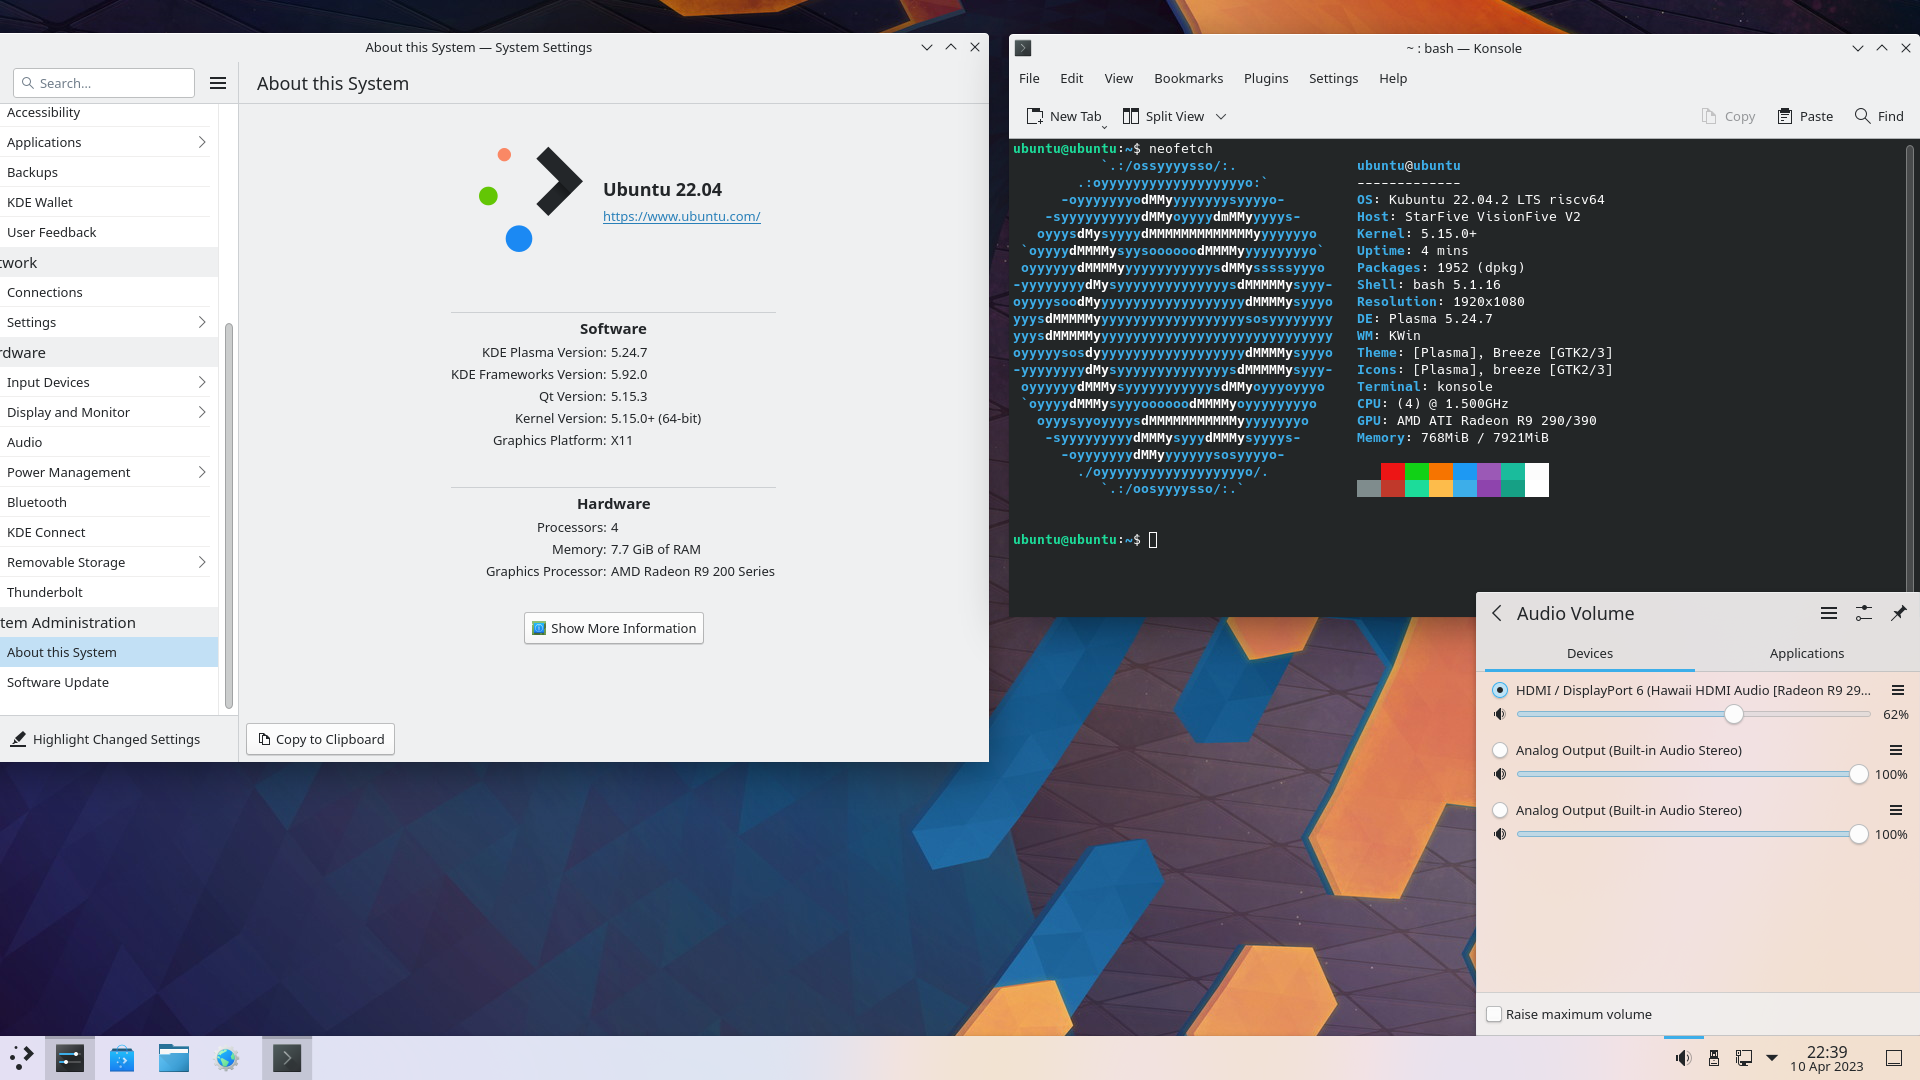 About this System — System Settings
Search...
About this System
Accessibility
Applications
Backups
KDE Wallet
User Feedback
twork
Connections
Settings
rdware
Input Devices
Display and Monitor
Audio
Power Management
Bluetooth
KDE Connect
Removable Storage
Thunderbolt
tem Administration
About this System
Software Update
Highlight Changed Settings
Ubuntu 22.04
https://www.ubuntu.com/
Software
KDE Plasma Version: 5.24.7
KDE Frameworks Version: 5.92.0
Qt Version: 5.15.3
Kernel Version: 5.15.0+ (64-bit)
Graphics Platform: X11
Hardware
Processors: 4
Memory: 7.7 GiB of RAM
Graphics Processor: AMD Radeon R9 200 Series
Show More Information
Copy to Clipboard
~ : bash — Konsole
File Edit View Bookmarks Plugins Settings Help
New Tab Split View Copy Paste Find
ubuntu@ubuntu:~$ neofetch
ubuntu@ubuntu
-------------
OS: Kubuntu 22.04.2 LTS riscv64
Host: StarFive VisionFive V2
Kernel: 5.15.0+
Uptime: 4 mins
Packages: 1952 (dpkg)
Shell: bash 5.1.16
Resolution: 1920x1080
DE: Plasma 5.24.7
WM: KWin
Theme: [Plasma], Breeze [GTK2/3]
Icons: [Plasma], breeze [GTK2/3]
Terminal: konsole
CPU: (4) @ 1.500GHz
GPU: AMD ATI Radeon R9 290/390
Memory: 768MiB / 7921MiB
ubuntu@ubuntu:~$
Audio Volume
Devices Applications
HDMI / DisplayPort 6 (Hawaii HDMI Audio [Radeon R9 29...
62%
Analog Output (Built-in Audio Stereo)
100%
Analog Output (Built-in Audio Stereo)
100%
Raise maximum volume
22:39
10 Apr 2023